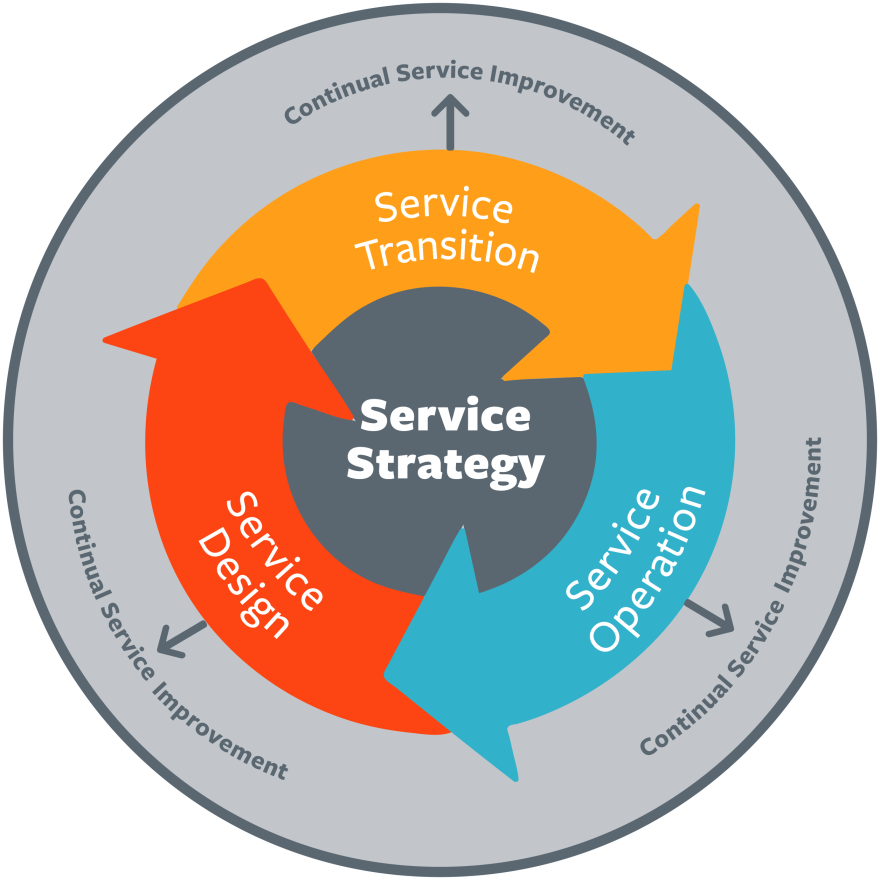 Continual Service Improvement
Service
Transition
Service
Strategy
Service
Design
Service
Operation
Continual Service Improvement
Continual Service Improvement